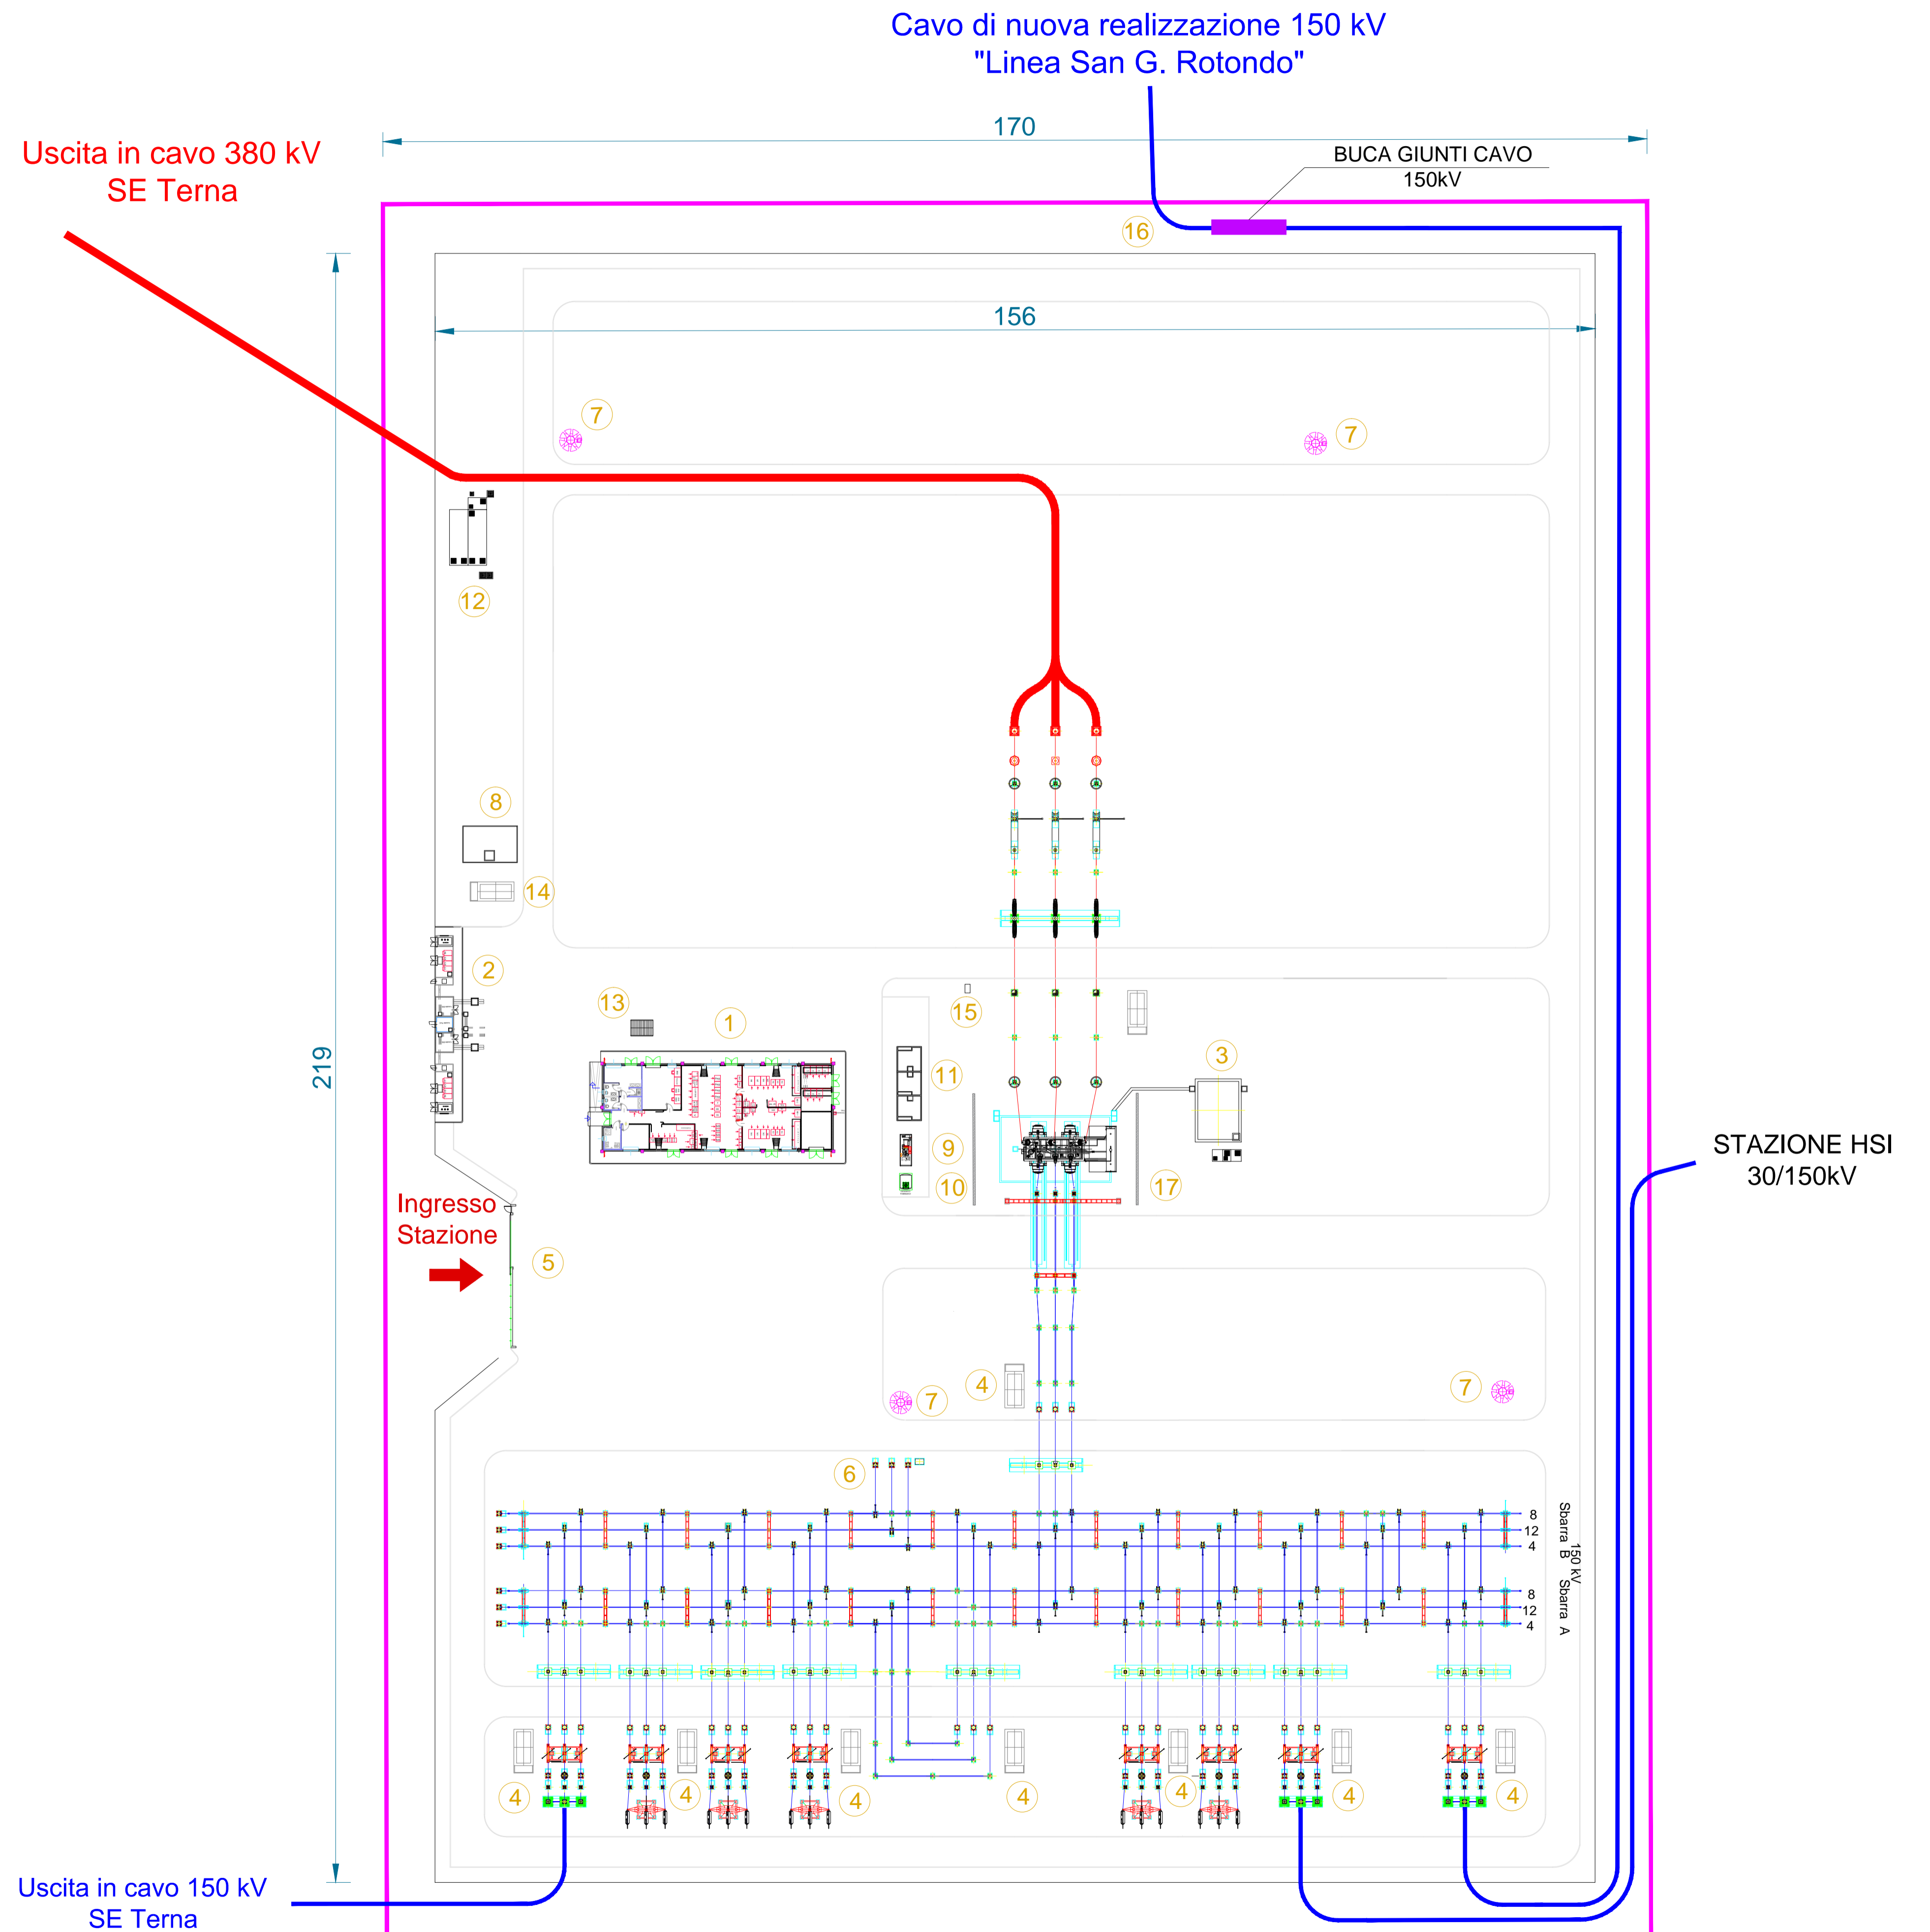 Cavo di nuova realizzazione 150 kV
"Linea San G. Rotondo"
170
Uscita in cavo 380 kV
SE Terna
BUCA GIUNTI CAVO
150kV
16
156
7
7
12
8
14
2
13
1
15
3
11
219
9
10
17
STAZIONE HSI
30/150kV
Ingresso
Stazione
5
4
7
7
6
8
12
4
Sbarra B
150 kV
8
12
4
Sbarra A
4
4
4
4
4
4
4
Uscita in cavo 150 kV
SE Terna